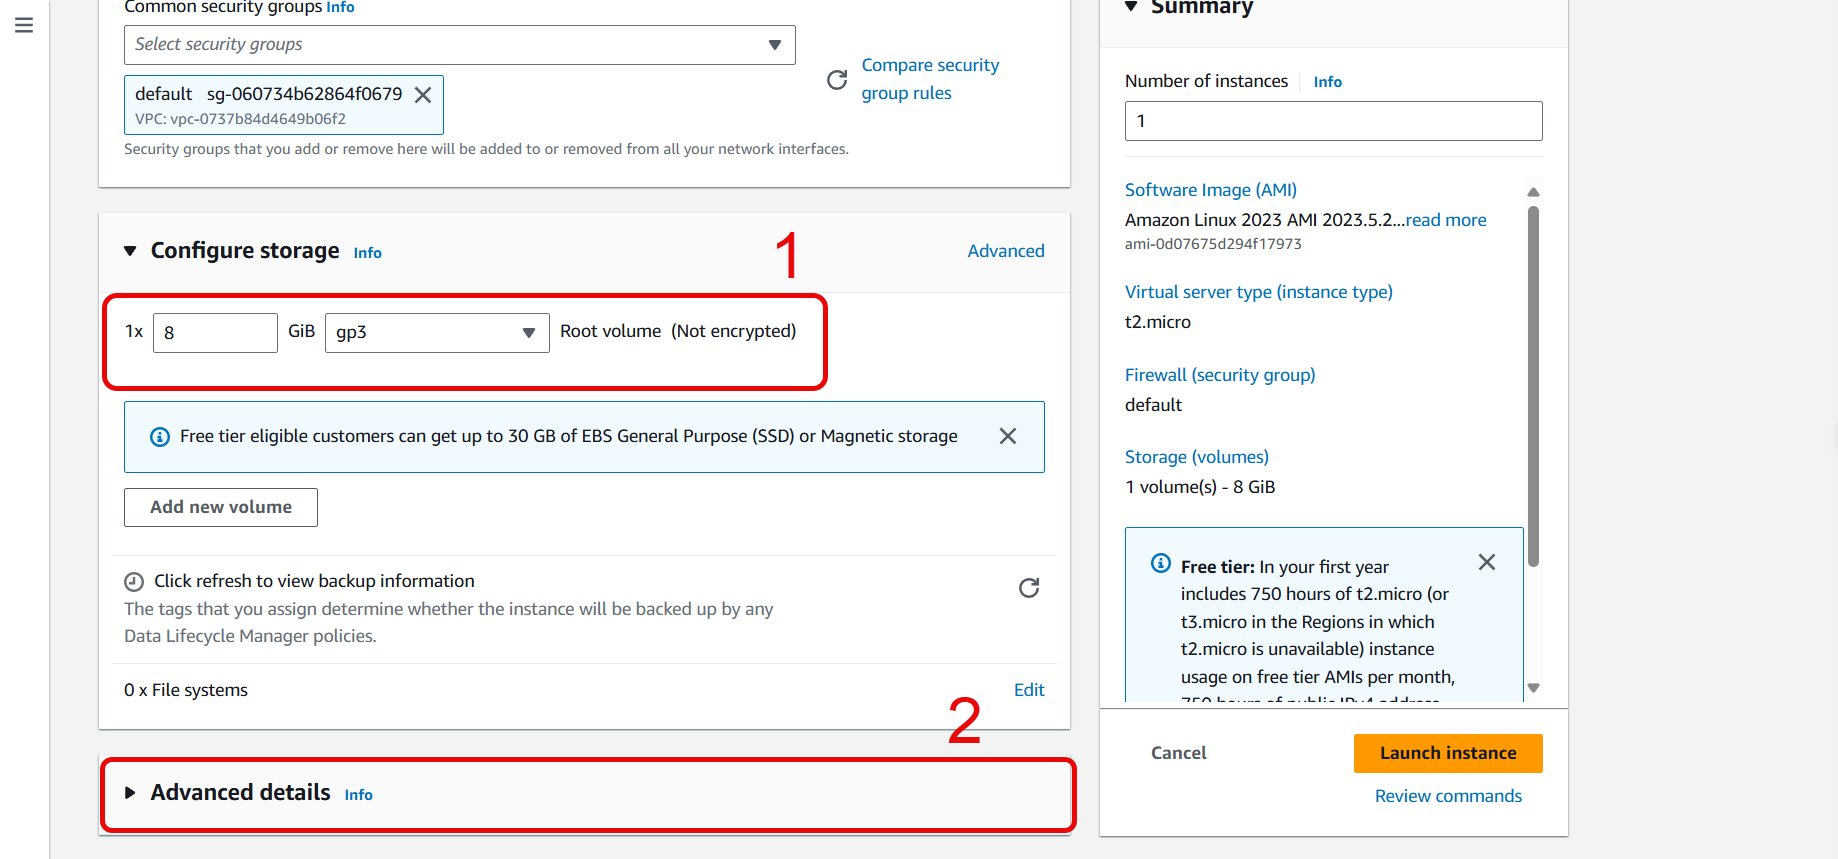 Common security groups Info
Select security groups
default sg-060734b62864f0679
VPC: vpc-0737b84d4649b06f2
Compare security
group rules
Security groups that you add or remove here will be added to or removed from all your network interfaces.
Configure storage Info
1
Advanced
1x 8 GiB gp3 Root volume (Not encrypted)
Free tier eligible customers can get up to 30 GB of EBS General Purpose (SSD) or Magnetic storage
Add new volume
Click refresh to view backup information
The tags that you assign determine whether the instance will be backed up by any
Data Lifecycle Manager policies.
0 x File systems
Edit
2
Advanced details Info
Summary
Number of instances Info
1
Software Image (AMI)
Amazon Linux 2023 AMI 2023.5.2...read more
ami-0d07675d294f17973
Virtual server type (instance type)
t2.micro
Firewall (security group)
default
Storage (volumes)
1 volume(s) - 8 GiB
Free tier: In your first year
includes 750 hours of t2.micro (or
t3.micro in the Regions in which
t2.micro is unavailable) instance
usage on free tier AMIs per month,
750 hours of public IPv4 address
Cancel
Launch instance
Review commands